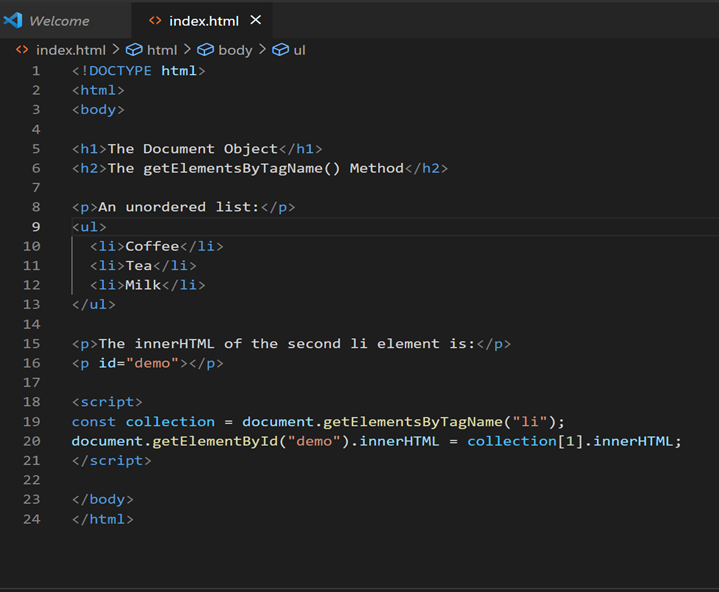 Welcome
<> index.html ×
<> index.html > html > body > ul
1 <!DOCTYPE html>
2 <html>
3 <body>
4
5 <h1>The Document Object</h1>
6 <h2>The getElementsByTagName() Method</h2>
7
8 <p>An unordered list:</p>
9 <ul>
10 <li>Coffee</li>
11 <li>Tea</li>
12 <li>Milk</li>
13 </ul>
14
15 <p>The innerHTML of the second li element is:</p>
16 <p id="demo"></p>
17
18 <script>
19 const collection = document.getElementsByTagName("li");
20 document.getElementById("demo").innerHTML = collection[1].innerHTML;
21 </script>
22
23 </body>
24 </html>